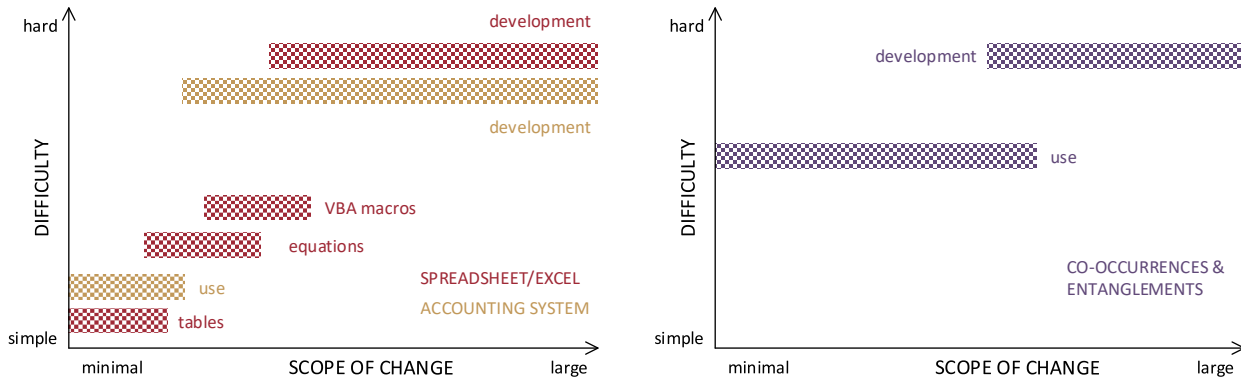 hard
development
development
DIFFICULTY
VBA macros
equations
use
tables
SPREADSHEET/EXCEL
ACCOUNTING SYSTEM
simple
minimal
SCOPE OF CHANGE
large
hard
development
DIFFICULTY
use
CO-OCCURRENCES &
ENTANGLEMENTS
simple
minimal
SCOPE OF CHANGE
large